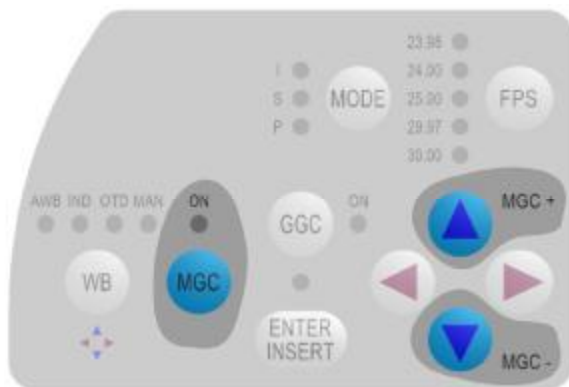 23.98
I
24.00
S
MODE
25.00
FPS
P
29.97
30.00
AWB IND OTD MAN
ON
GGC
ON
MGC +
WB
MGC
ENTER
INSERT
MGC -